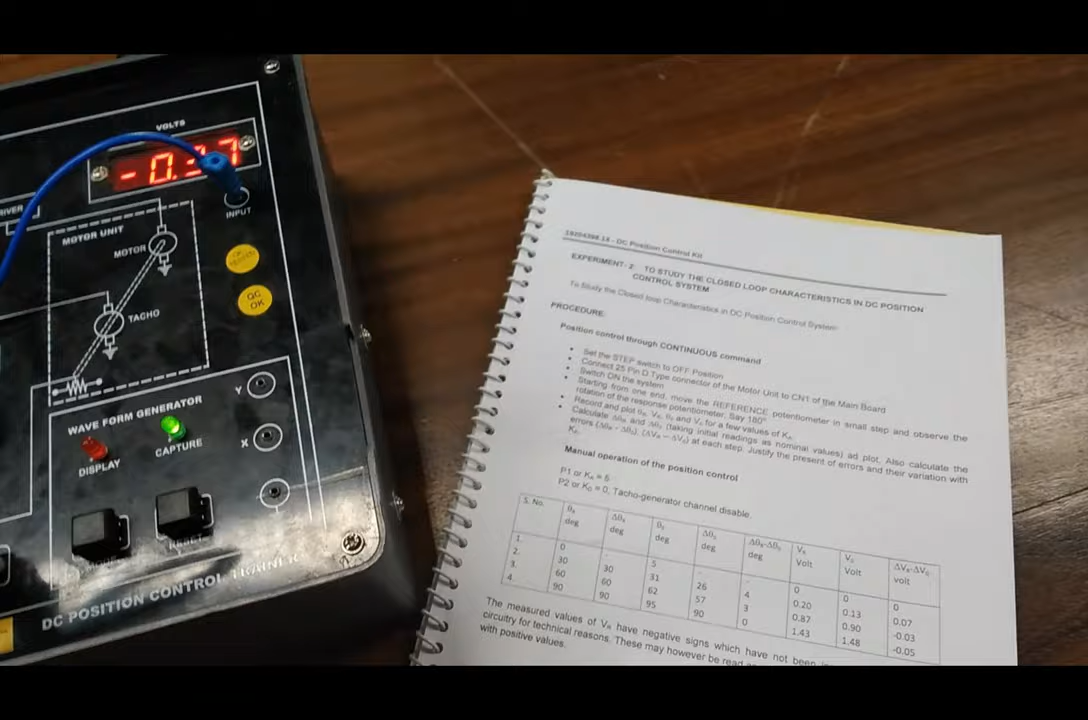 VOLTS
INPUT
MOTOR UNIT
MOTOR
TACHO
QC
OK
WAVE FORM GENERATOR
DISPLAY
CAPTURE
Y
X
DC POSITION CONTROL TRAINER
DC Position Control Kit
EXPERIMENT- 2 TO STUDY THE CLOSED LOOP CHARACTERISTICS IN DC POSITION
CONTROL SYSTEM
To Study the Closed loop Characteristics in DC Position Control System
PROCEDURE:
Position control through CONTINUOUS command
• Set the STEP switch to OFF Position
• Connect 25 Pin D Type connector of the Motor Unit to CN1 of the Main Board
• Switch ON the system
• Starting from one end, move the REFERENCE potentiometer in small step and observe the
rotation of the response potentiometer. Say 180°
• Record and plot θR, VR, θ0 and V0 for a few values of KA
• Calculate ΔθR and Δθ0 (taking initial readings as nominal values) ad plot. Also calculate the
errors (ΔθR - Δθ0), (ΔVR – ΔV0) at each step. Justify the present of errors and their variation with
KA.
Manual operation of the position control
P1 or KA = 5
P2 or KD = 0, Tacho-generator channel disable.
S. No. θR deg ΔθR deg θ0 deg Δθ0 deg ΔθR-Δθ0 deg VR Volt V0 Volt ΔVR-ΔV0 volt
1. 0 - 5 - - 0 0 0
2. 30 30 31 26 4 0.20 0.13 0.07
3. 60 60 62 57 3 0.87 0.90 -0.03
4. 90 90 95 90 0 1.43 1.48 -0.05
The measured values of VR have negative signs which have not been
circuitry for technical reasons. These may however be read
with positive values.